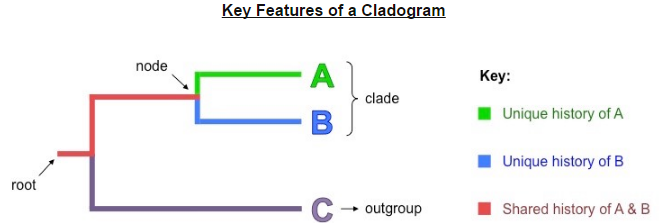 Key Features of a Cladogram
node
A
clade
B
root
C
outgroup
Key:
Unique history of A
Unique history of B
Shared history of A & B